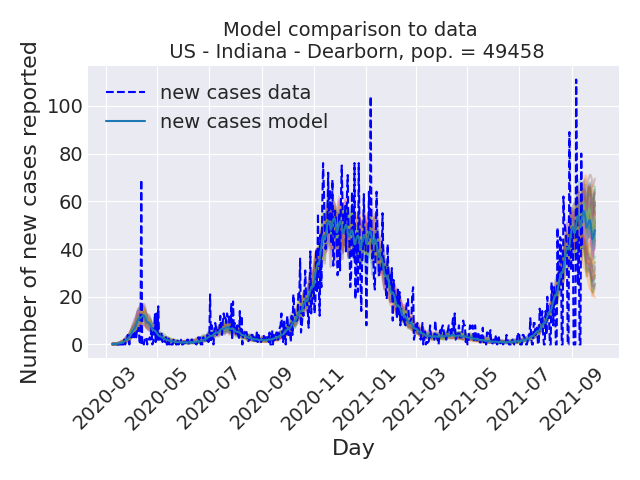 Model comparison to data
US - Indiana - Dearborn, pop. = 49458
Number of new cases reported
100
80
60
40
20
0
new cases data
new cases model
2020-03
2020-05
2020-07
2020-09
2020-11
2021-01
2021-03
2021-05
2021-07
2021-09
Day